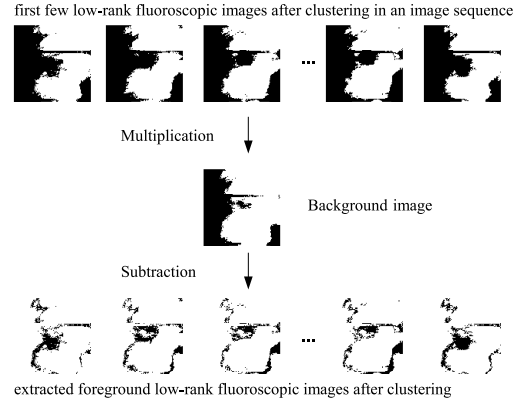 first few low-rank fluoroscopic images after clustering in an image sequence
...
Multiplication
Background image
Subtraction
...
extracted foreground low-rank fluoroscopic images after clustering